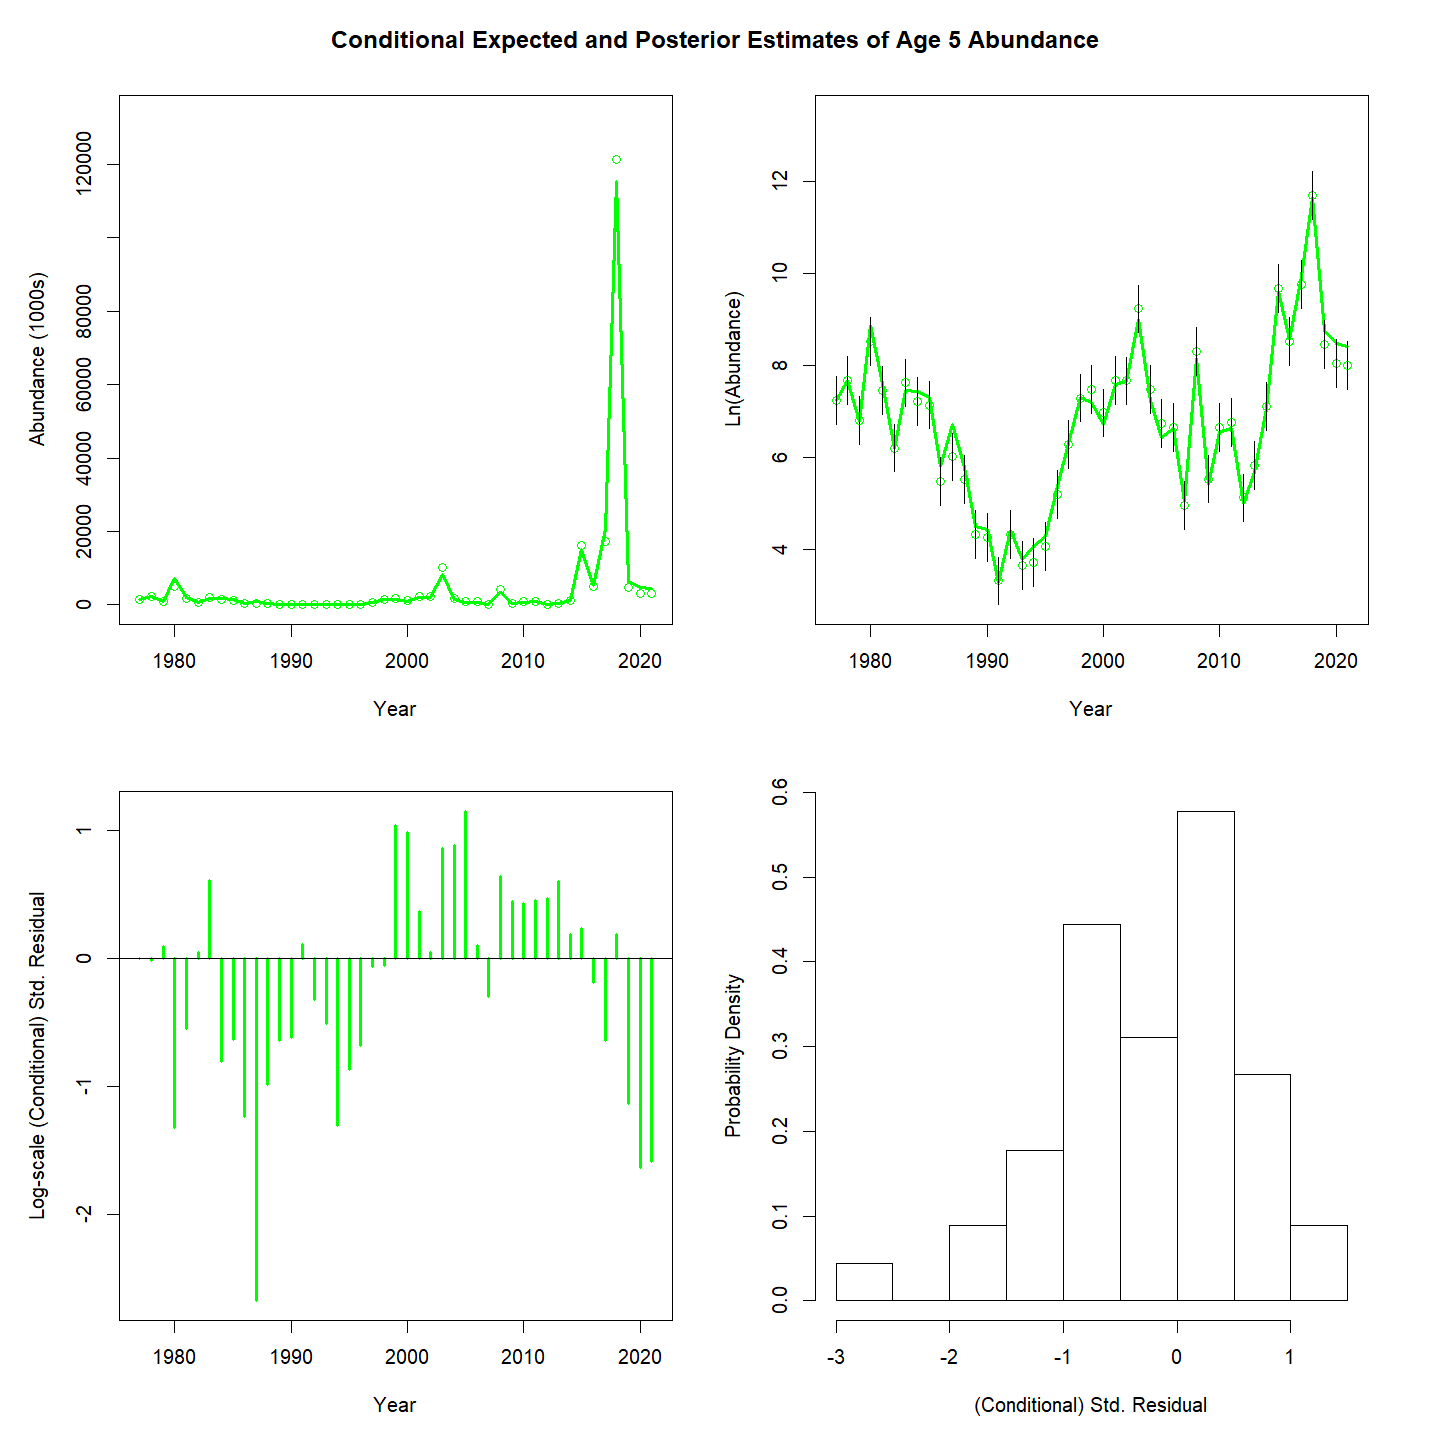 Conditional Expected and Posterior Estimates of Age 5 Abundance
Abundance (1000s)
120000
80000
60000
40000
20000
0
1980 1990 2000 2010 2020
Year
Ln(Abundance)
12
10
8
6
4
1980 1990 2000 2010 2020
Year
Log-scale (Conditional) Std. Residual
1
0
-1
-2
1980 1990 2000 2010 2020
Year
Probability Density
0.6
0.5
0.4
0.3
0.2
0.1
0.0
-3 -2 -1 0 1
(Conditional) Std. Residual